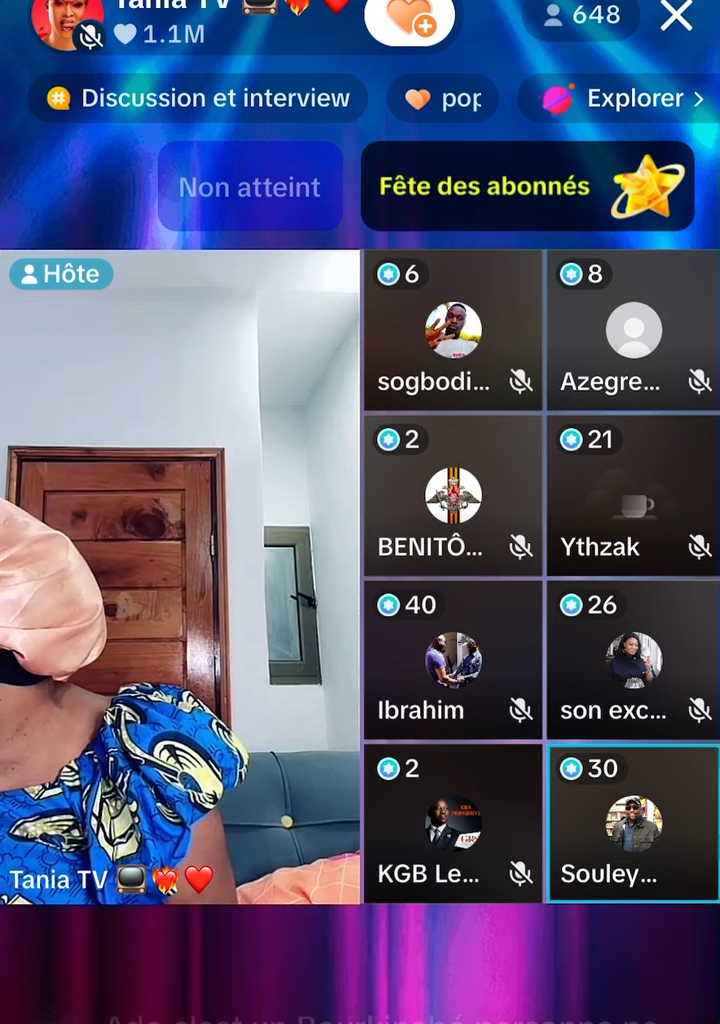 Tania TV 📺❤️‍🔥❤️
1.1M
648
Discussion et interview
pop
Explorer >
Non atteint
Fête des abonnés
Hôte
6
8
sogbodi...
Azegre...
2
21
BENITÔ...
Ythzak
40
26
Ibrahim
son exc...
2
30
KGB Le...
Souley...
Tania TV 📺❤️‍🔥❤️